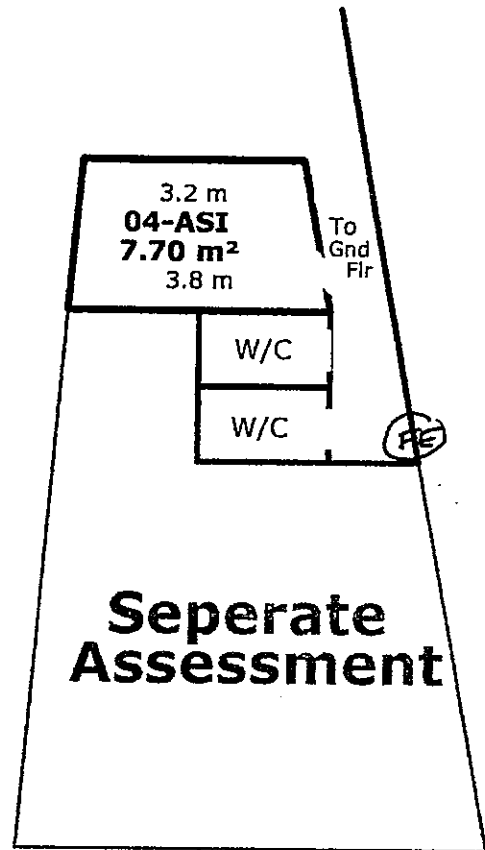 3.2 m
04-ASI
7.70 m²
3.8 m
To
Gnd
Flr
W/C
W/C
FE
Seperate
Assessment